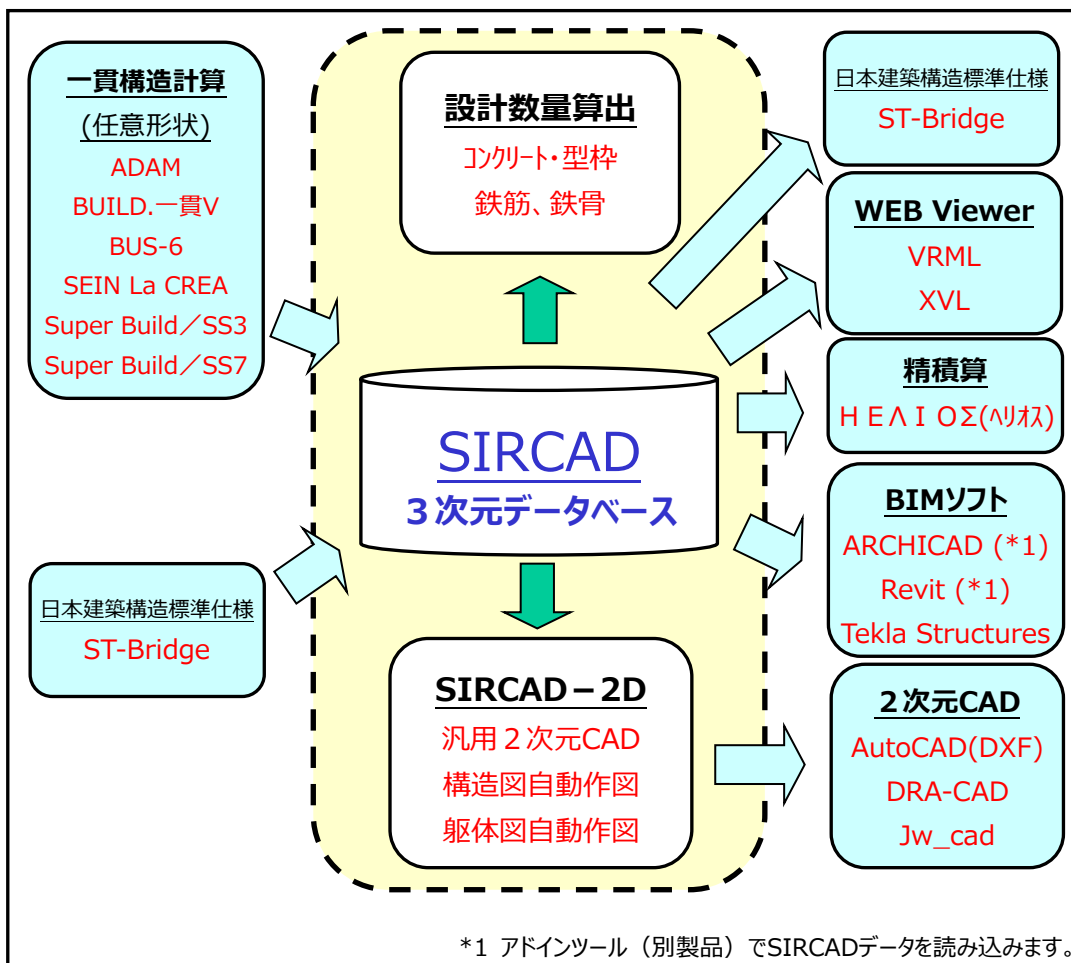 一貫構造計算
(任意形状)
ADAM
BUILD.一貫V
BUS-6
SEIN La CREA
Super Build／SS3
Super Build／SS7
日本建築構造標準仕様
ST-Bridge
設計数量算出
ｺﾝｸﾘｰﾄ・型枠
鉄筋、鉄骨
SIRCAD
３次元データベース
SIRCAD－2D
汎用２次元CAD
構造図自動作図
躯体図自動作図
日本建築構造標準仕様
ST-Bridge
WEB Viewer
VRML
XVL
精積算
ＨＥΛＩＯΣ(ﾍﾘｵｽ)
BIMソフト
ARCHICAD (*1)
Revit (*1)
Tekla Structures
２次元CAD
AutoCAD(DXF)
DRA-CAD
Jw_cad
*1 アドインツール（別製品）でSIRCADデータを読み込みます。